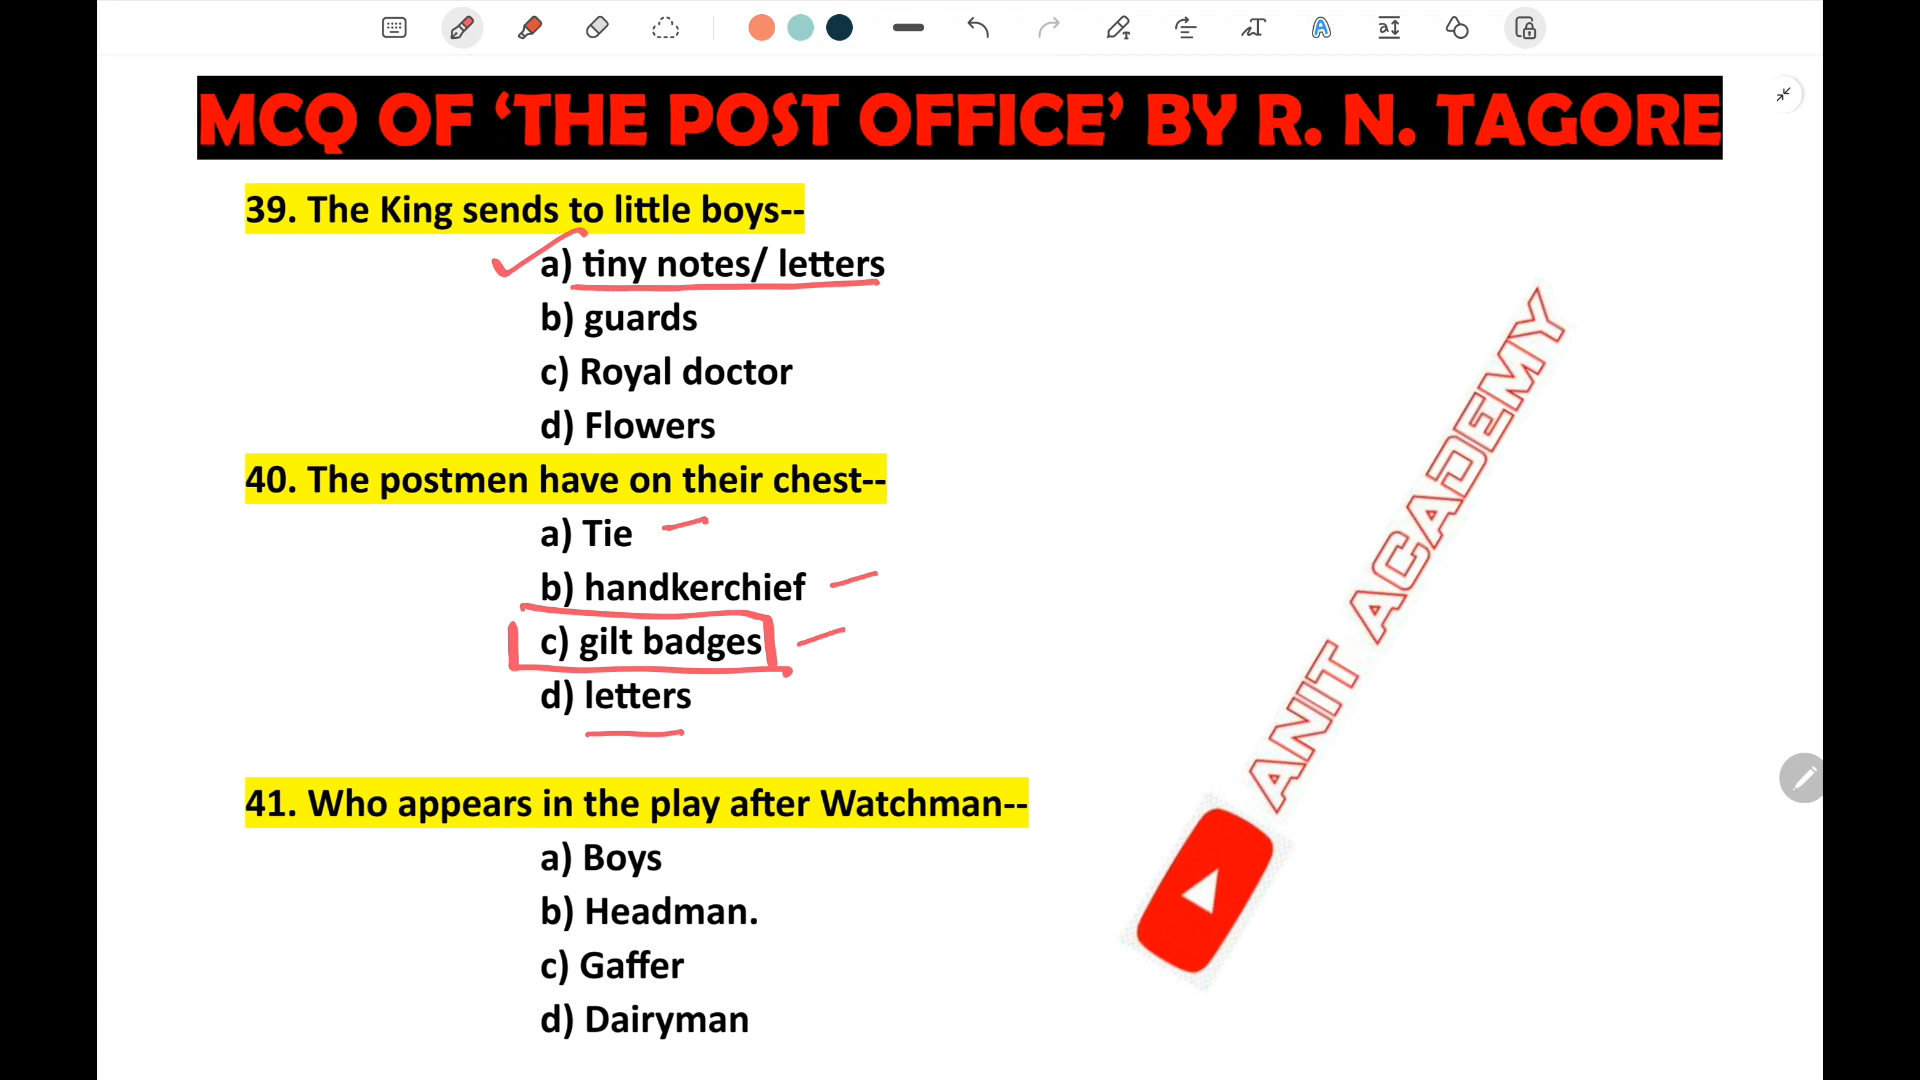 MCQ OF ‘THE POST OFFICE’ BY R. N. TAGORE
39. The King sends to little boys--
a) tiny notes/ letters
b) guards
c) Royal doctor
d) Flowers
40. The postmen have on their chest--
a) Tie
b) handkerchief
c) gilt badges
d) letters
41. Who appears in the play after Watchman--
a) Boys
b) Headman.
c) Gaffer
d) Dairyman
ANIT ACADEMY